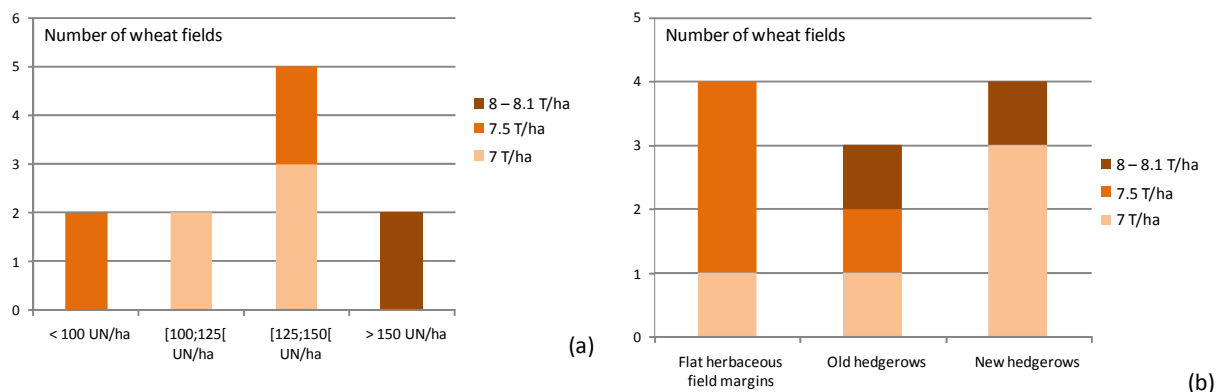 Number of wheat fields
6
5
4
3
2
1
0
< 100 UN/ha
[100;125[
UN/ha
[125;150[
UN/ha
> 150 UN/ha
8 – 8.1 T/ha
7.5 T/ha
7 T/ha
(a)
Number of wheat fields
5
4
3
2
1
0
Flat herbaceous
field margins
Old hedgerows
New hedgerows
8 – 8.1 T/ha
7.5 T/ha
7 T/ha
(b)